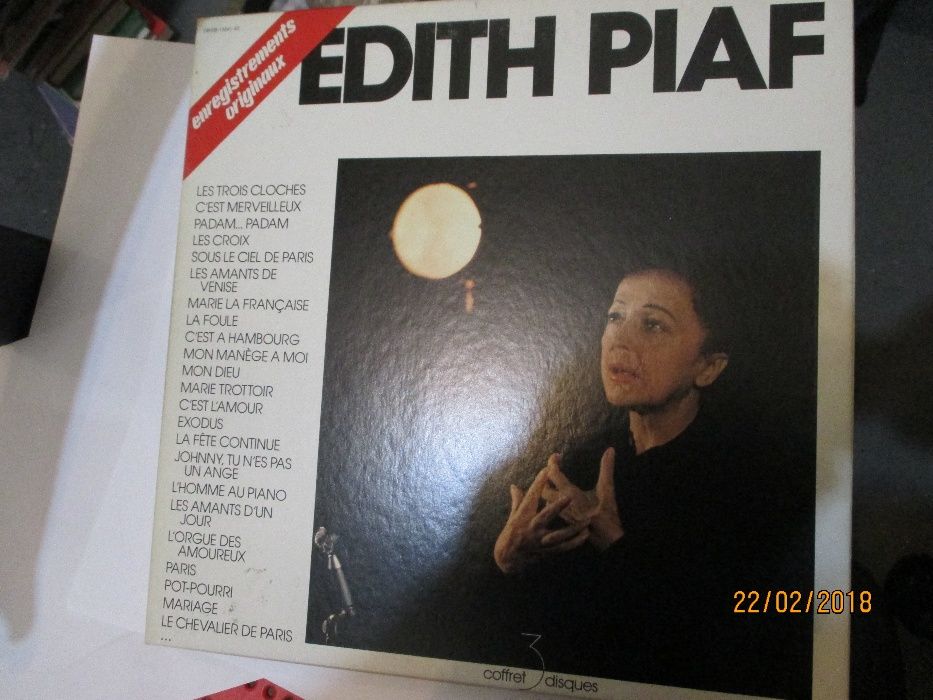 enregistrements
originaux
EDITH PIAF
LES TROIS CLOCHES
C'EST MERVEILLEUX
PADAM... PADAM
LES CROIX
SOUS LE CIEL DE PARIS
LES AMANTS DE
VENISE
MARIE LA FRANÇAISE
LA FOULE
C'EST A HAMBOURG
MON MANÈGE A MOI
MON DIEU
MARIE TROTTOIR
C'EST L'AMOUR
EXODUS
LA FÊTE CONTINUE
JOHNNY, TU N'ES PAS
UN ANGE
L'HOMME AU PIANO
LES AMANTS D'UN
JOUR
L'ORGUE DES
AMOUREUX
PARIS
POT-POURRI
MARIAGE
LE CHEVALIER DE PARIS
...
coffret 3 disques
22/02/2018